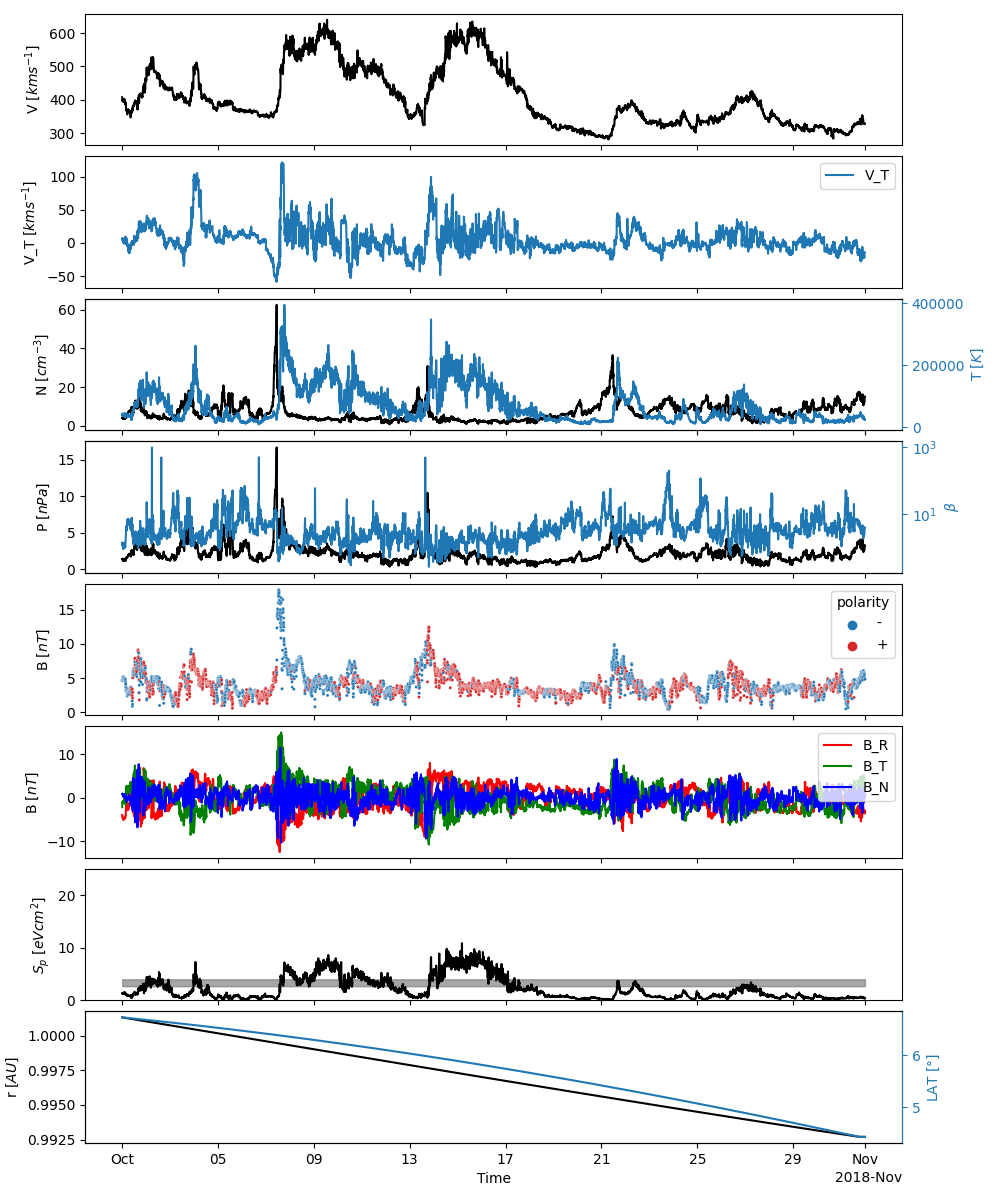 V [kms⁻¹]
600
500
400
300
V_T [kms⁻¹]
100
50
0
−50
V_T
N [cm⁻³]
60
40
20
0
400000
200000
0
T [K]
P [nPa]
15
10
5
0
10³
10¹
β
B [nT]
15
10
5
0
polarity
-
+
B [nT]
10
0
−10
B_R
B_T
B_N
Sₚ [eVcm²]
20
10
0
r [AU]
1.0000
0.9975
0.9950
0.9925
6
5
LAT [°]
Oct 05 09 13 17 21 25 29 Nov
Time
2018-Nov